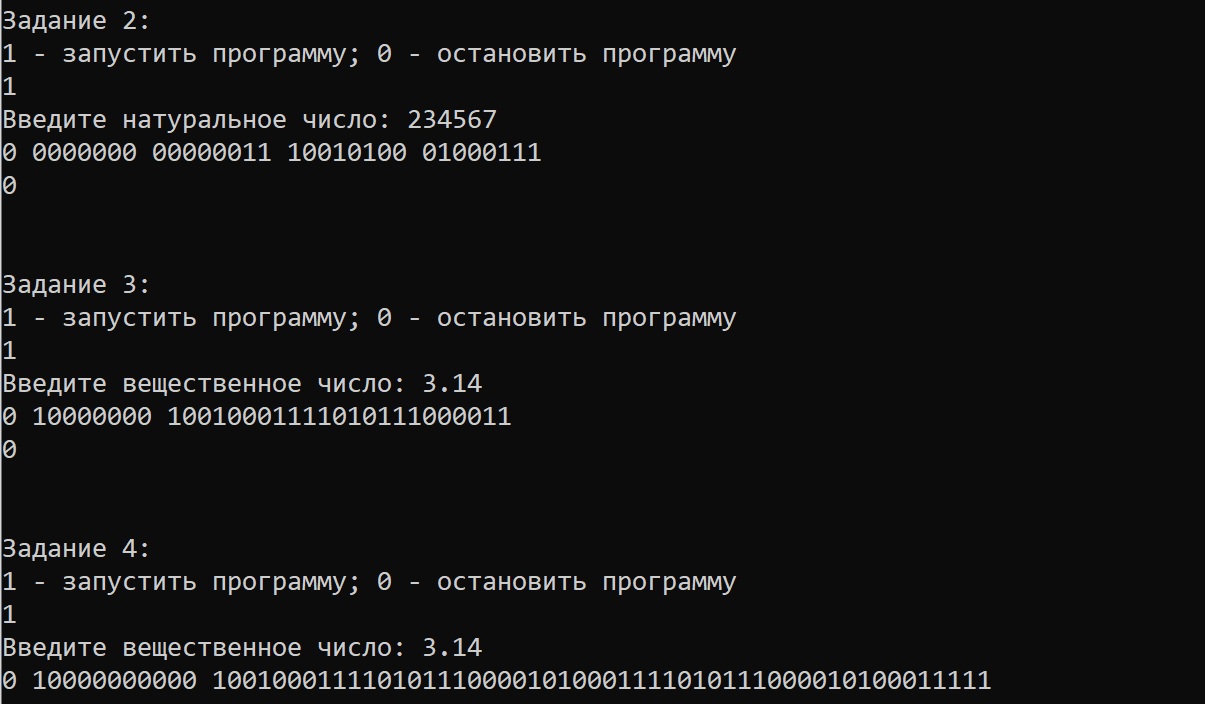 Задание 2:
1 - запустить программу; 0 - остановить программу
1
Введите натуральное число: 234567
0 0000000 00000011 10010100 01000111
0
Задание 3:
1 - запустить программу; 0 - остановить программу
1
Введите вещественное число: 3.14
0 10000000 10010001111010111000011
0
Задание 4:
1 - запустить программу; 0 - остановить программу
1
Введите вещественное число: 3.14
0 10000000000 1001000111101011100001010001111010111000010100011111